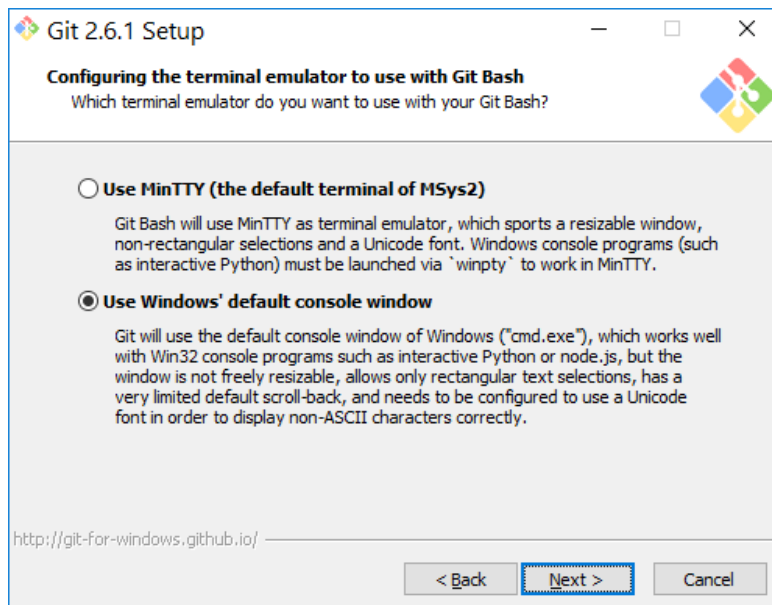 Git 2.6.1 Setup
Configuring the terminal emulator to use with Git Bash
Which terminal emulator do you want to use with your Git Bash?
Use MinTTY (the default terminal of MSys2)
Git Bash will use MinTTY as terminal emulator, which sports a resizable window,
non-rectangular selections and a Unicode font. Windows console programs (such
as interactive Python) must be launched via `winpty` to work in MinTTY.
Use Windows' default console window
Git will use the default console window of Windows ("cmd.exe"), which works well
with Win32 console programs such as interactive Python or node.js, but the
window is not freely resizable, allows only rectangular text selections, has a
very limited default scroll-back, and needs to be configured to use a Unicode
font in order to display non-ASCII characters correctly.
http://git-for-windows.github.io/
< Back
Next >
Cancel